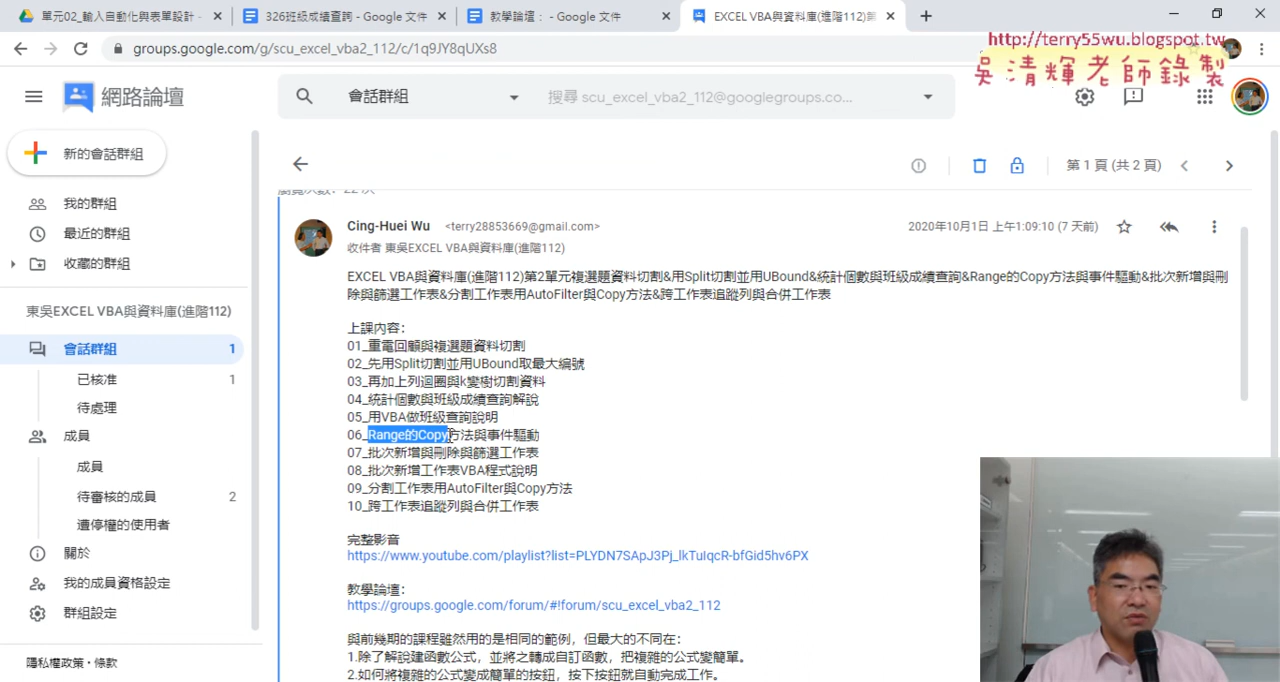 單元02_輸入自動化與表單設計 -
326班級成績查詢 - Google 文件
教學論壇： - Google 文件
EXCEL VBA與資料庫(進階112)第
groups.google.com/g/scu_excel_vba2_112/c/1q9JY8qUXs8
http://terry55wu.blogspot.tw
吳清輝老師錄製
網路論壇
會話群組
搜尋 scu_excel_vba2_112@googlegroups.co...
新的會話群組
第 1 頁 (共 2 頁)
我的群組
最近的群組
收藏的群組
東吳EXCEL VBA與資料庫(進階112)
會話群組 1
已核准 1
待處理
成員
成員
待審核的成員 2
遭停權的使用者
關於
我的成員資格設定
群組設定
隱私權政策 • 條款
瀏覽次數: 22 次
Cing-Huei Wu <terry28853669@gmail.com>
2020年10月1日 上午1:09:10 (7 天前)
收件者 東吳EXCEL VBA與資料庫(進階112)
EXCEL VBA與資料庫(進階112)第2單元複選題資料切割&用Split切割並用UBound&統計個數與班級成績查詢&Range的Copy方法與事件驅動&批次新增與刪
除與篩選工作表&分割工作表用AutoFilter與Copy方法&跨工作表追蹤列與合併工作表
上課內容:
01_重電回顧與複選題資料切割
02_先用Split切割並用UBound取最大編號
03_再加上列迴圈與k變樹切割資料
04_統計個數與班級成績查詢解說
05_用VBA做班級查詢說明
06_Range的Copy方法與事件驅動
07_批次新增與刪除與篩選工作表
08_批次新增工作表VBA程式說明
09_分割工作表用AutoFilter與Copy方法
10_跨工作表追蹤列與合併工作表
完整影音
https://www.youtube.com/playlist?list=PLYDN7SApJ3Pj_lkTuIqcR-bfGid5hv6PX
教學論壇:
https://groups.google.com/forum/#!forum/scu_excel_vba2_112
與前幾期的課程雖然用的是相同的範例，但最大的不同在：
1.除了解說建函數公式，並將之轉成自訂函數，把複雜的公式變簡單。
2.如何將複雜的公式變成簡單的按鈕，按下按鈕就自動完成工作。